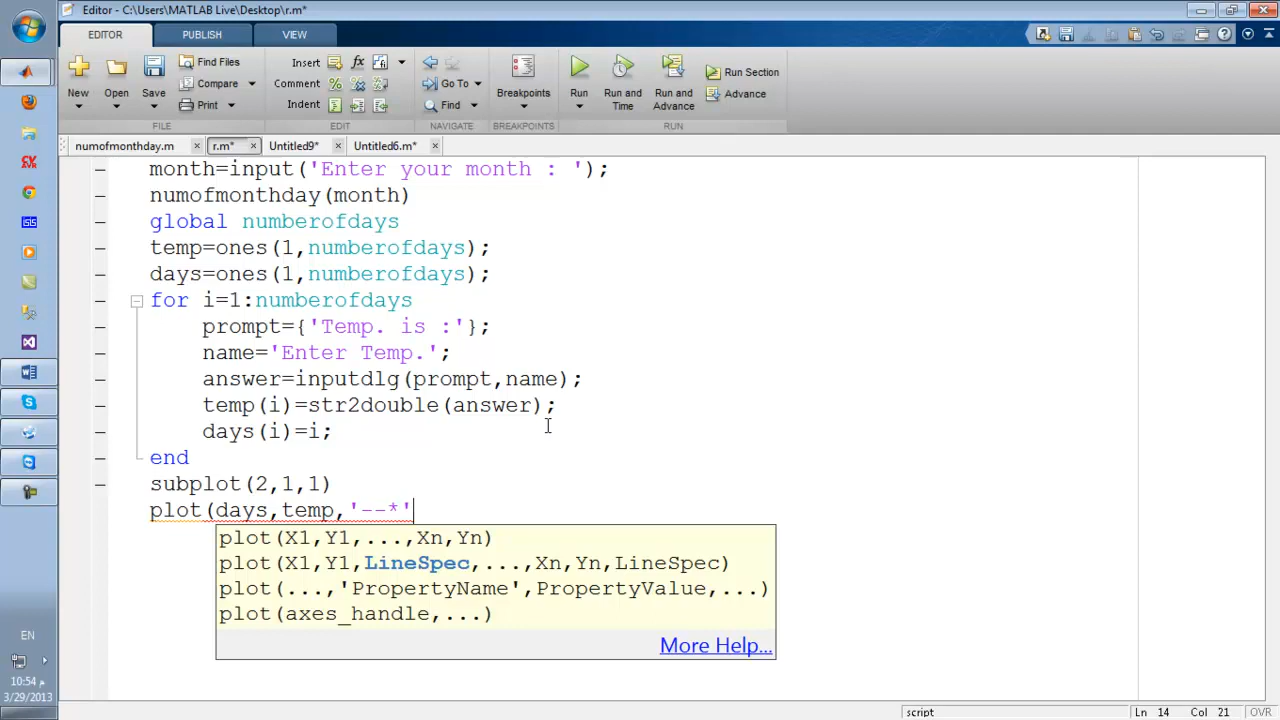 Editor - C:\Users\MATLAB Live\Desktop\r.m*
EDITOR PUBLISH VIEW
New Open Save Find Files Compare Print
Insert fx Comment % Indent
Go To Find
Breakpoints
Run Run and Time Run and Advance Run Section Advance
FILE EDIT NAVIGATE BREAKPOINTS RUN
numofmonthday.m r.m* Untitled9* Untitled6.m*
month=input('Enter your month : ');
numofmonthday(month)
global numberofdays
temp=ones(1,numberofdays);
days=ones(1,numberofdays);
for i=1:numberofdays
prompt={'Temp. is :'};
name='Enter Temp.';
answer=inputdlg(prompt,name);
temp(i)=str2double(answer);
days(i)=i;
end
subplot(2,1,1)
plot(days,temp,'--*'
plot(X1,Y1,...,Xn,Yn)
plot(X1,Y1,LineSpec,...,Xn,Yn,LineSpec)
plot(...,'PropertyName',PropertyValue,...)
plot(axes_handle,...)
More Help...
EN
10:54 م
3/29/2013
script Ln 14 Col 21 OVR